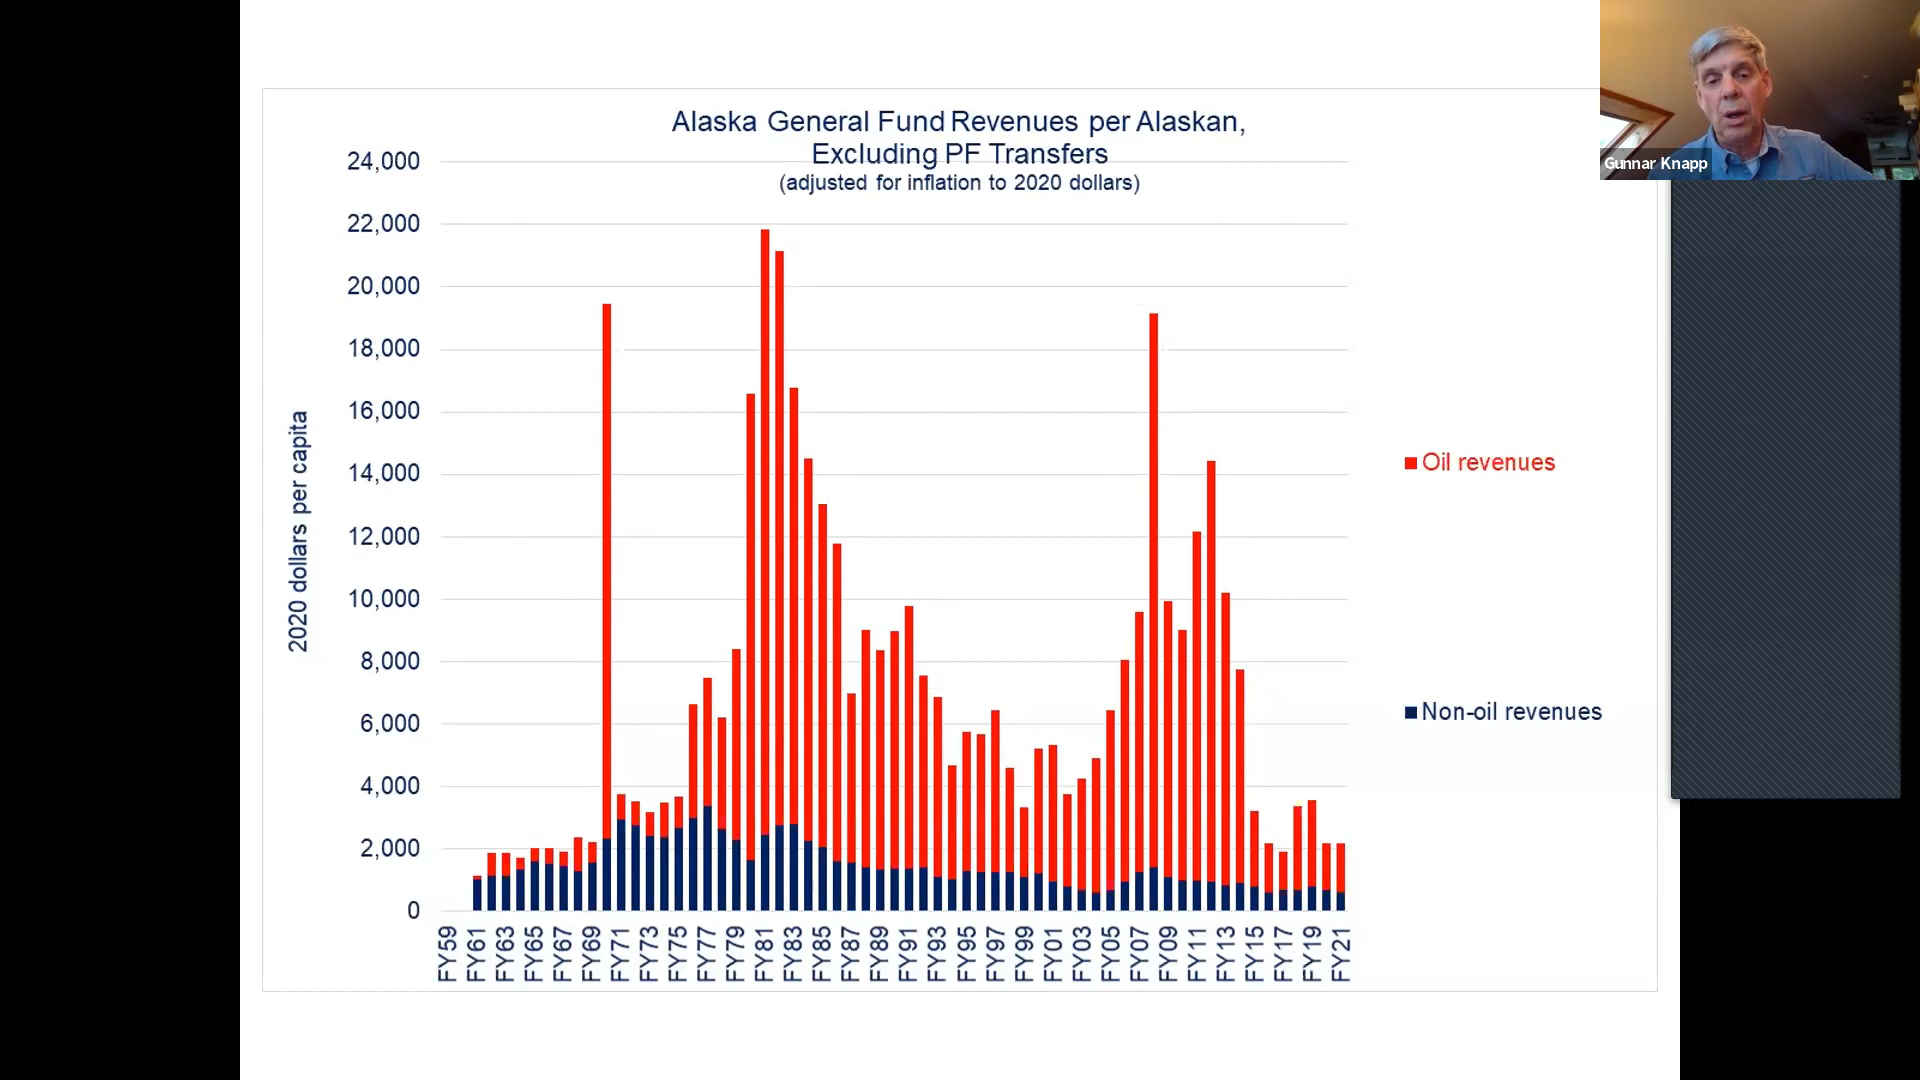 Alaska General Fund Revenues per Alaskan,
Excluding PF Transfers
(adjusted for inflation to 2020 dollars)
24,000
22,000
20,000
18,000
16,000
14,000
12,000
10,000
8,000
6,000
4,000
2,000
0
2020 dollars per capita
FY59
FY61
FY63
FY65
FY67
FY69
FY71
FY73
FY75
FY77
FY79
FY81
FY83
FY85
FY87
FY89
FY91
FY93
FY95
FY97
FY99
FY01
FY03
FY05
FY07
FY09
FY11
FY13
FY15
FY17
FY19
FY21
Oil revenues
Non-oil revenues
Gunnar Knapp